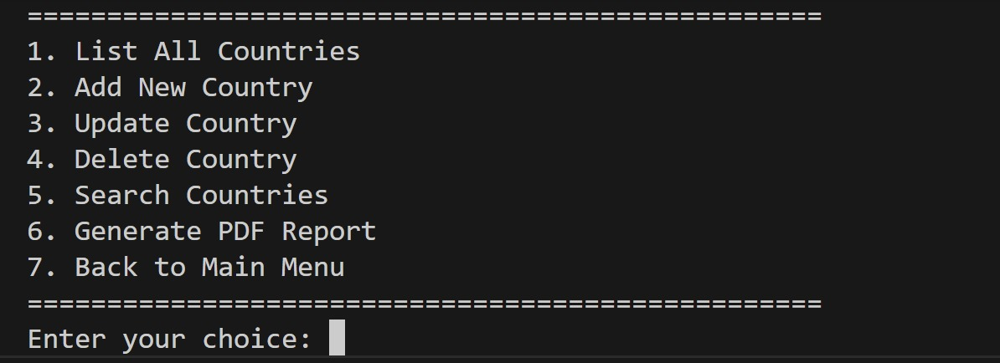 ==================================================
1. List All Countries
2. Add New Country
3. Update Country
4. Delete Country
5. Search Countries
6. Generate PDF Report
7. Back to Main Menu
==================================================
Enter your choice: